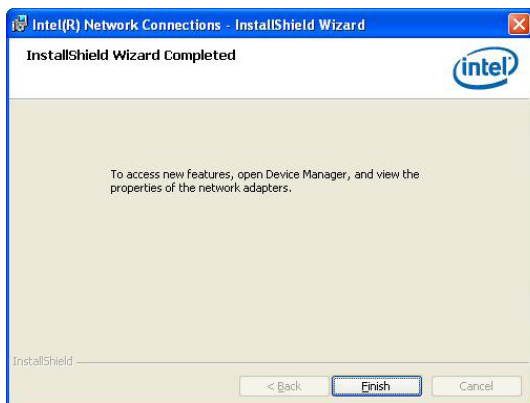 Intel(R) Network Connections - InstallShield Wizard
InstallShield Wizard Completed
intel
To access new features, open Device Manager, and view the
properties of the network adapters.
InstallShield
< Back
Finish
Cancel